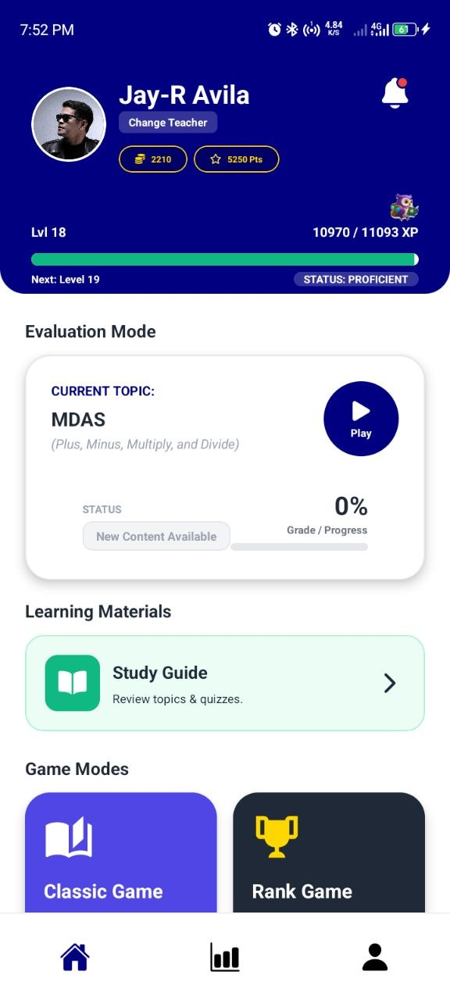 7:52 PM
4.84
K/S
4G
61
Jay-R Avila
Change Teacher
2210
5250 Pts
Lvl 18
10970 / 11093 XP
Next: Level 19
STATUS: PROFICIENT
Evaluation Mode
CURRENT TOPIC:
MDAS
(Plus, Minus, Multiply, and Divide)
Play
STATUS
0%
New Content Available
Grade / Progress
Learning Materials
Study Guide
Review topics & quizzes.
Game Modes
Classic Game
Rank Game